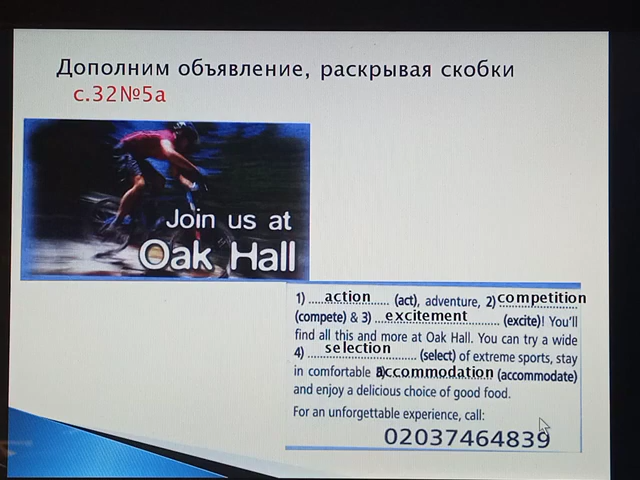 Дополним объявление, раскрывая скобки
с.32№5а
Join us at
Oak Hall
1) ....action.... (act), adventure, 2) competition
(compete) & 3) ...excitement....... (excite)! You'll
find all this and more at Oak Hall. You can try a wide
4) ...selection....... (select) of extreme sports, stay
in comfortable 5)accommodation (accommodate)
and enjoy a delicious choice of good food.
For an unforgettable experience, call:
02037464839